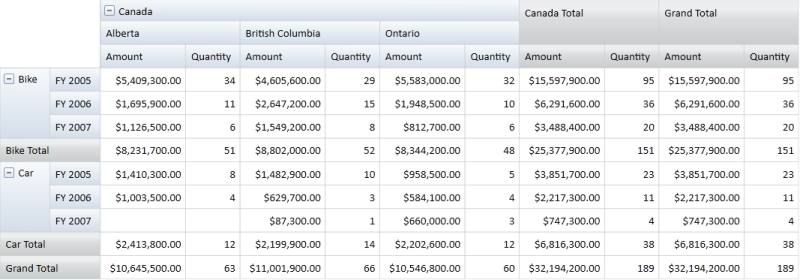 Canada Canada Total Grand Total
Alberta British Columbia Ontario
Amount Quantity Amount Quantity Amount Quantity Amount Quantity Amount Quantity
Bike FY 2005 $5,409,300.00 34 $4,605,600.00 29 $5,583,000.00 32 $15,597,900.00 95 $15,597,900.00 95
FY 2006 $1,695,900.00 11 $2,647,200.00 15 $1,948,500.00 10 $6,291,600.00 36 $6,291,600.00 36
FY 2007 $1,126,500.00 6 $1,549,200.00 8 $812,700.00 6 $3,488,400.00 20 $3,488,400.00 20
Bike Total $8,231,700.00 51 $8,802,000.00 52 $8,344,200.00 48 $25,377,900.00 151 $25,377,900.00 151
Car FY 2005 $1,410,300.00 8 $1,482,900.00 10 $958,500.00 5 $3,851,700.00 23 $3,851,700.00 23
FY 2006 $1,003,500.00 4 $629,700.00 3 $584,100.00 4 $2,217,300.00 11 $2,217,300.00 11
FY 2007 $87,300.00 1 $660,000.00 3 $747,300.00 4 $747,300.00 4
Car Total $2,413,800.00 12 $2,199,900.00 14 $2,202,600.00 12 $6,816,300.00 38 $6,816,300.00 38
Grand Total $10,645,500.00 63 $11,001,900.00 66 $10,546,800.00 60 $32,194,200.00 189 $32,194,200.00 189